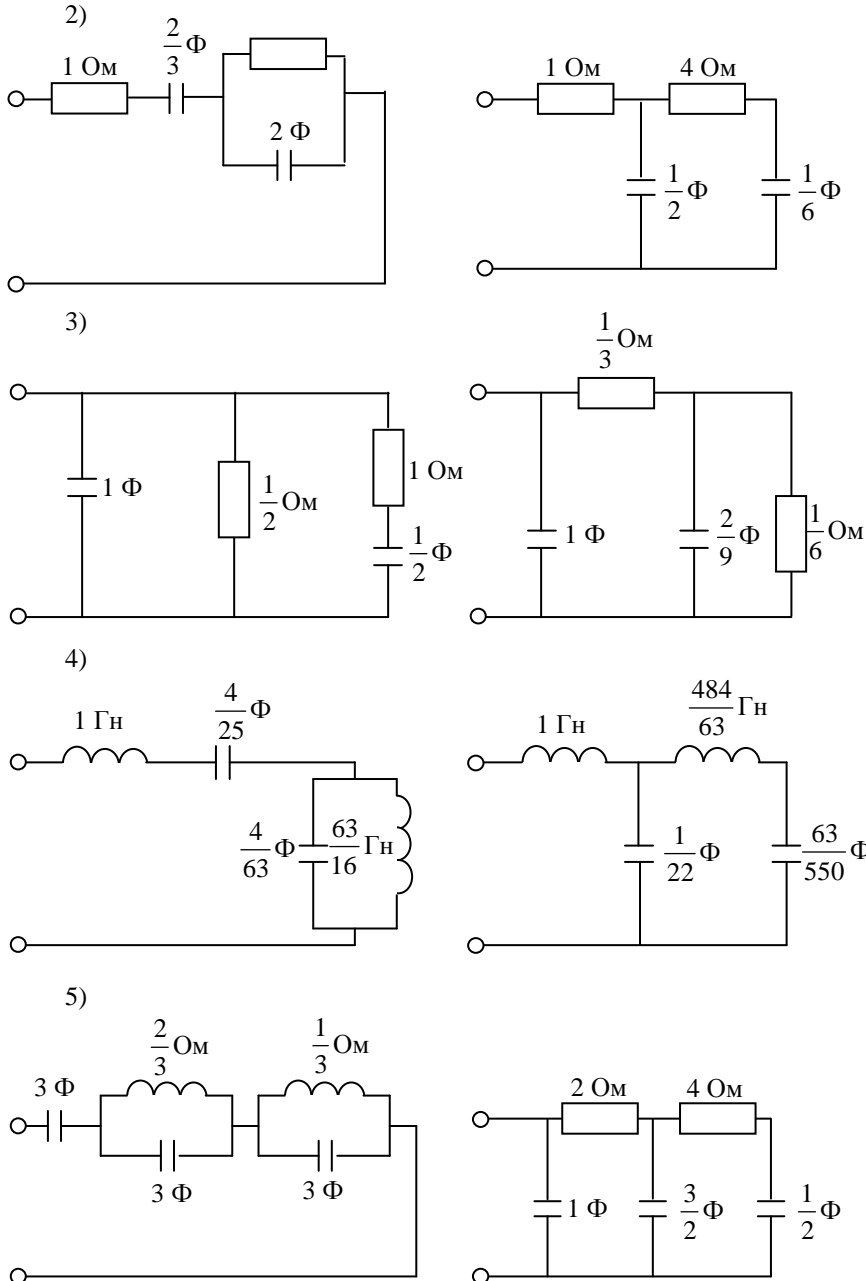 2)
1 Ом
2/3 Ф
2 Ф
1 Ом
4 Ом
1/2 Ф
1/6 Ф
3)
1 Ф
1/2 Ом
1 Ом
1/2 Ф
1/3 Ом
1 Ф
2/9 Ф
1/6 Ом
4)
1 Гн
4/25 Ф
4/63 Ф
63/16 Гн
1 Гн
484/63 Гн
1/22 Ф
63/550 Ф
5)
3 Ф
2/3 Ом
3 Ф
1/3 Ом
3 Ф
2 Ом
4 Ом
1 Ф
3/2 Ф
1/2 Ф